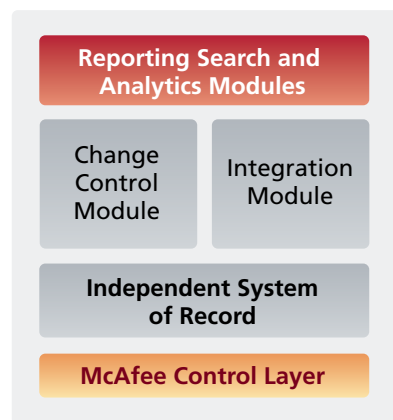 Reporting Search and
Analytics Modules
Change
Control
Module
Integration
Module
Independent System
of Record
McAfee Control Layer